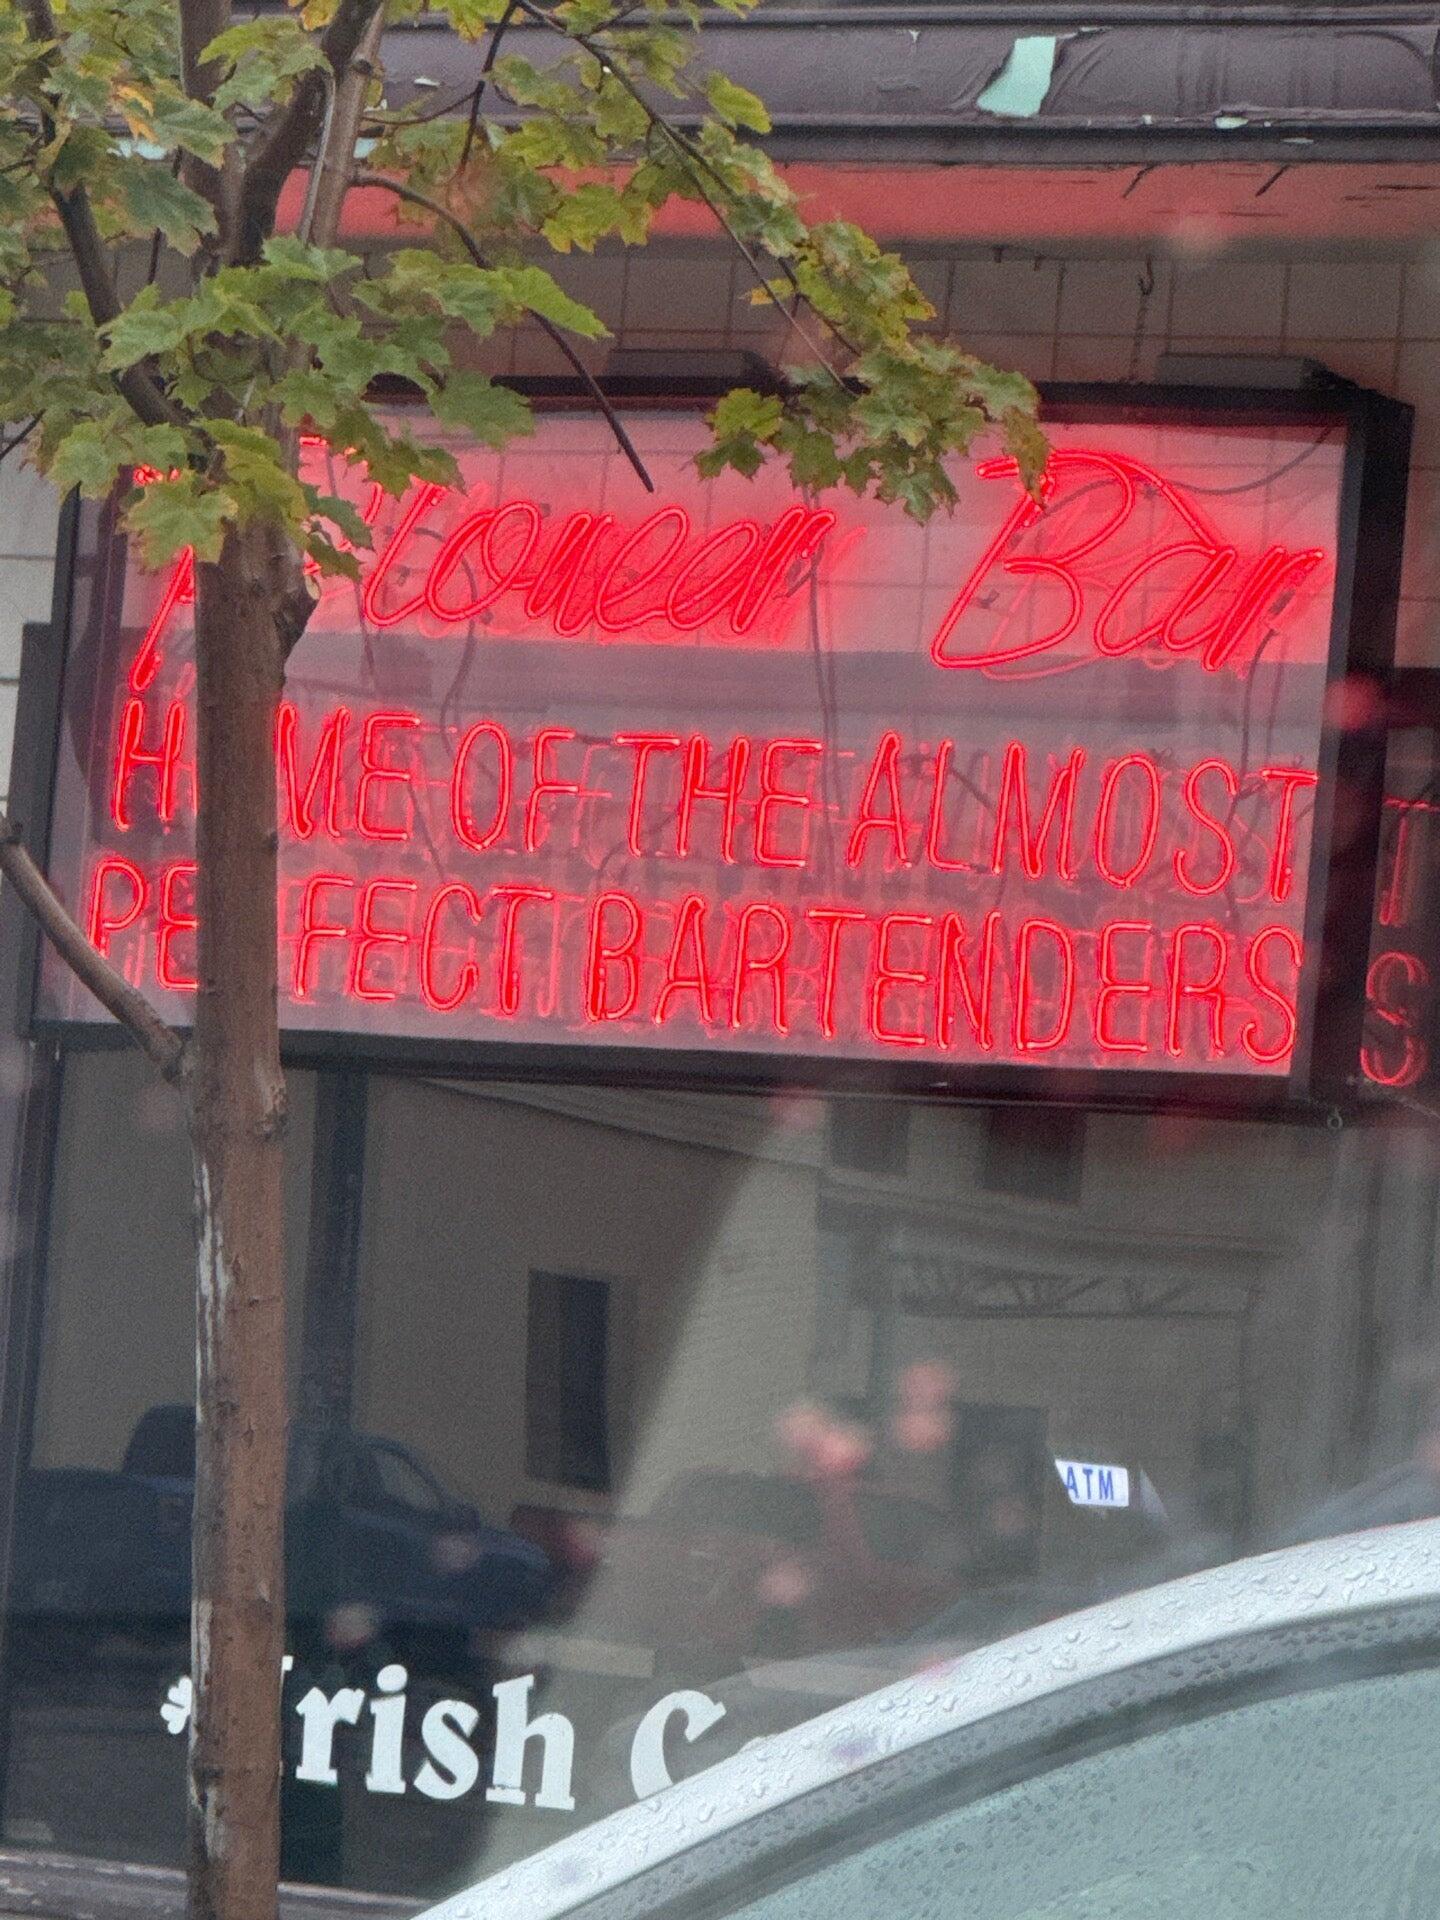 Pioneer Bar
HOME OF THE ALMOST
PERFECT BARTENDERS
ATM
Irish